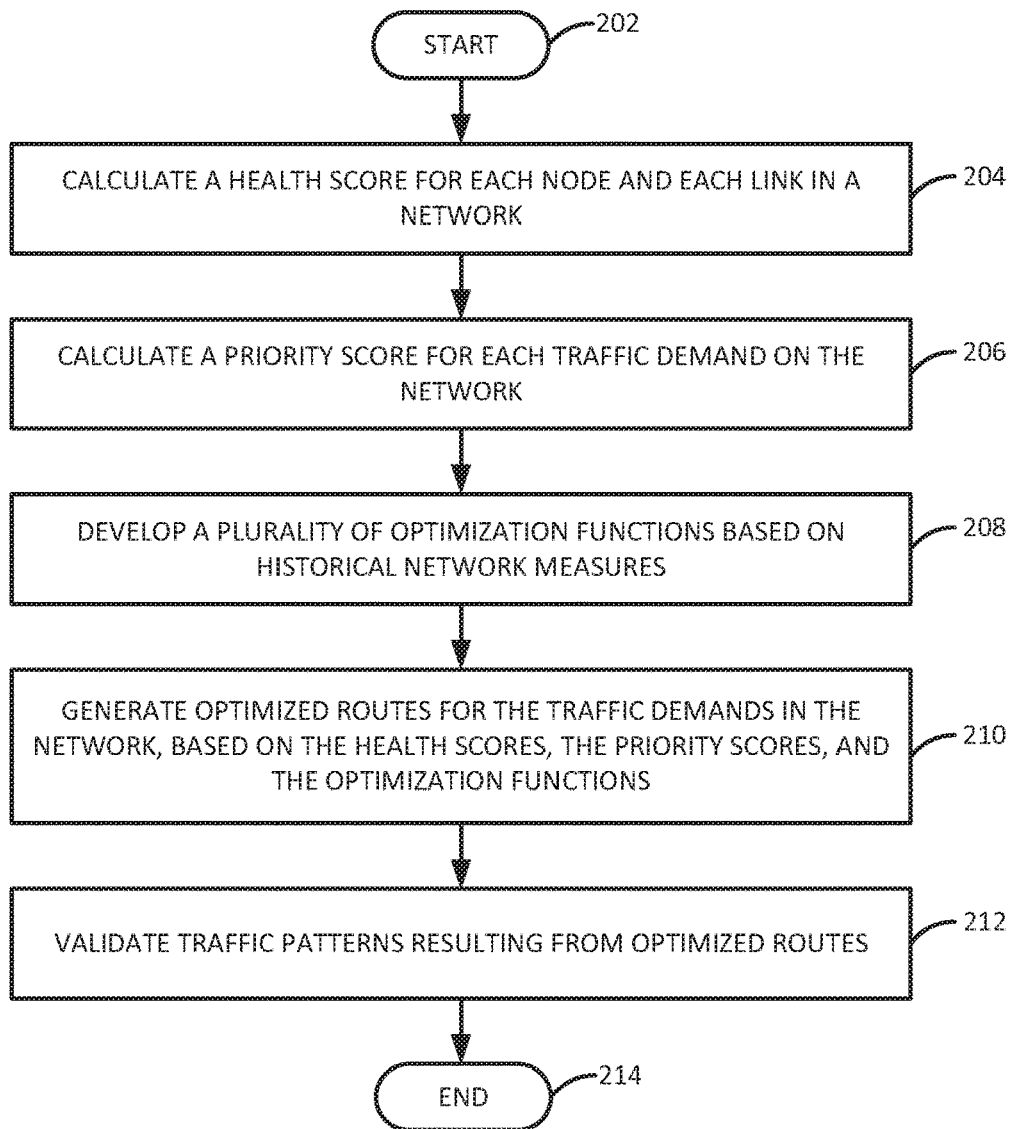 START
202
CALCULATE A HEALTH SCORE FOR EACH NODE AND EACH LINK IN A
NETWORK
204
CALCULATE A PRIORITY SCORE FOR EACH TRAFFIC DEMAND ON THE
NETWORK
206
DEVELOP A PLURALITY OF OPTIMIZATION FUNCTIONS BASED ON
HISTORICAL NETWORK MEASURES
208
GENERATE OPTIMIZED ROUTES FOR THE TRAFFIC DEMANDS IN THE
NETWORK, BASED ON THE HEALTH SCORES, THE PRIORITY SCORES, AND
THE OPTIMIZATION FUNCTIONS
210
VALIDATE TRAFFIC PATTERNS RESULTING FROM OPTIMIZED ROUTES
212
END
214